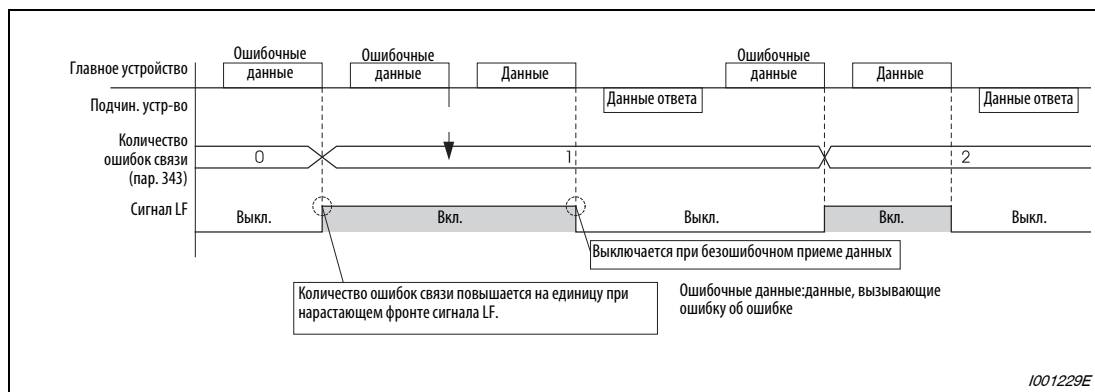 Ошибочные
данные
Ошибочные
данные
Данные
Ошибочные
данные
Данные
Главное устройство
Подчин. устр-во
Данные ответа
Данные ответа
Количество
ошибок связи
(пар. 343)
0
1
2
Сигнал LF
Выкл.
Вкл.
Выкл.
Вкл.
Выкл.
Выключается при безошибочном приеме данных
Количество ошибок связи повышается на единицу при
нарастающем фронте сигнала LF.
Ошибочные данные:данные, вызывающие
ошибку об ошибке
I001229E